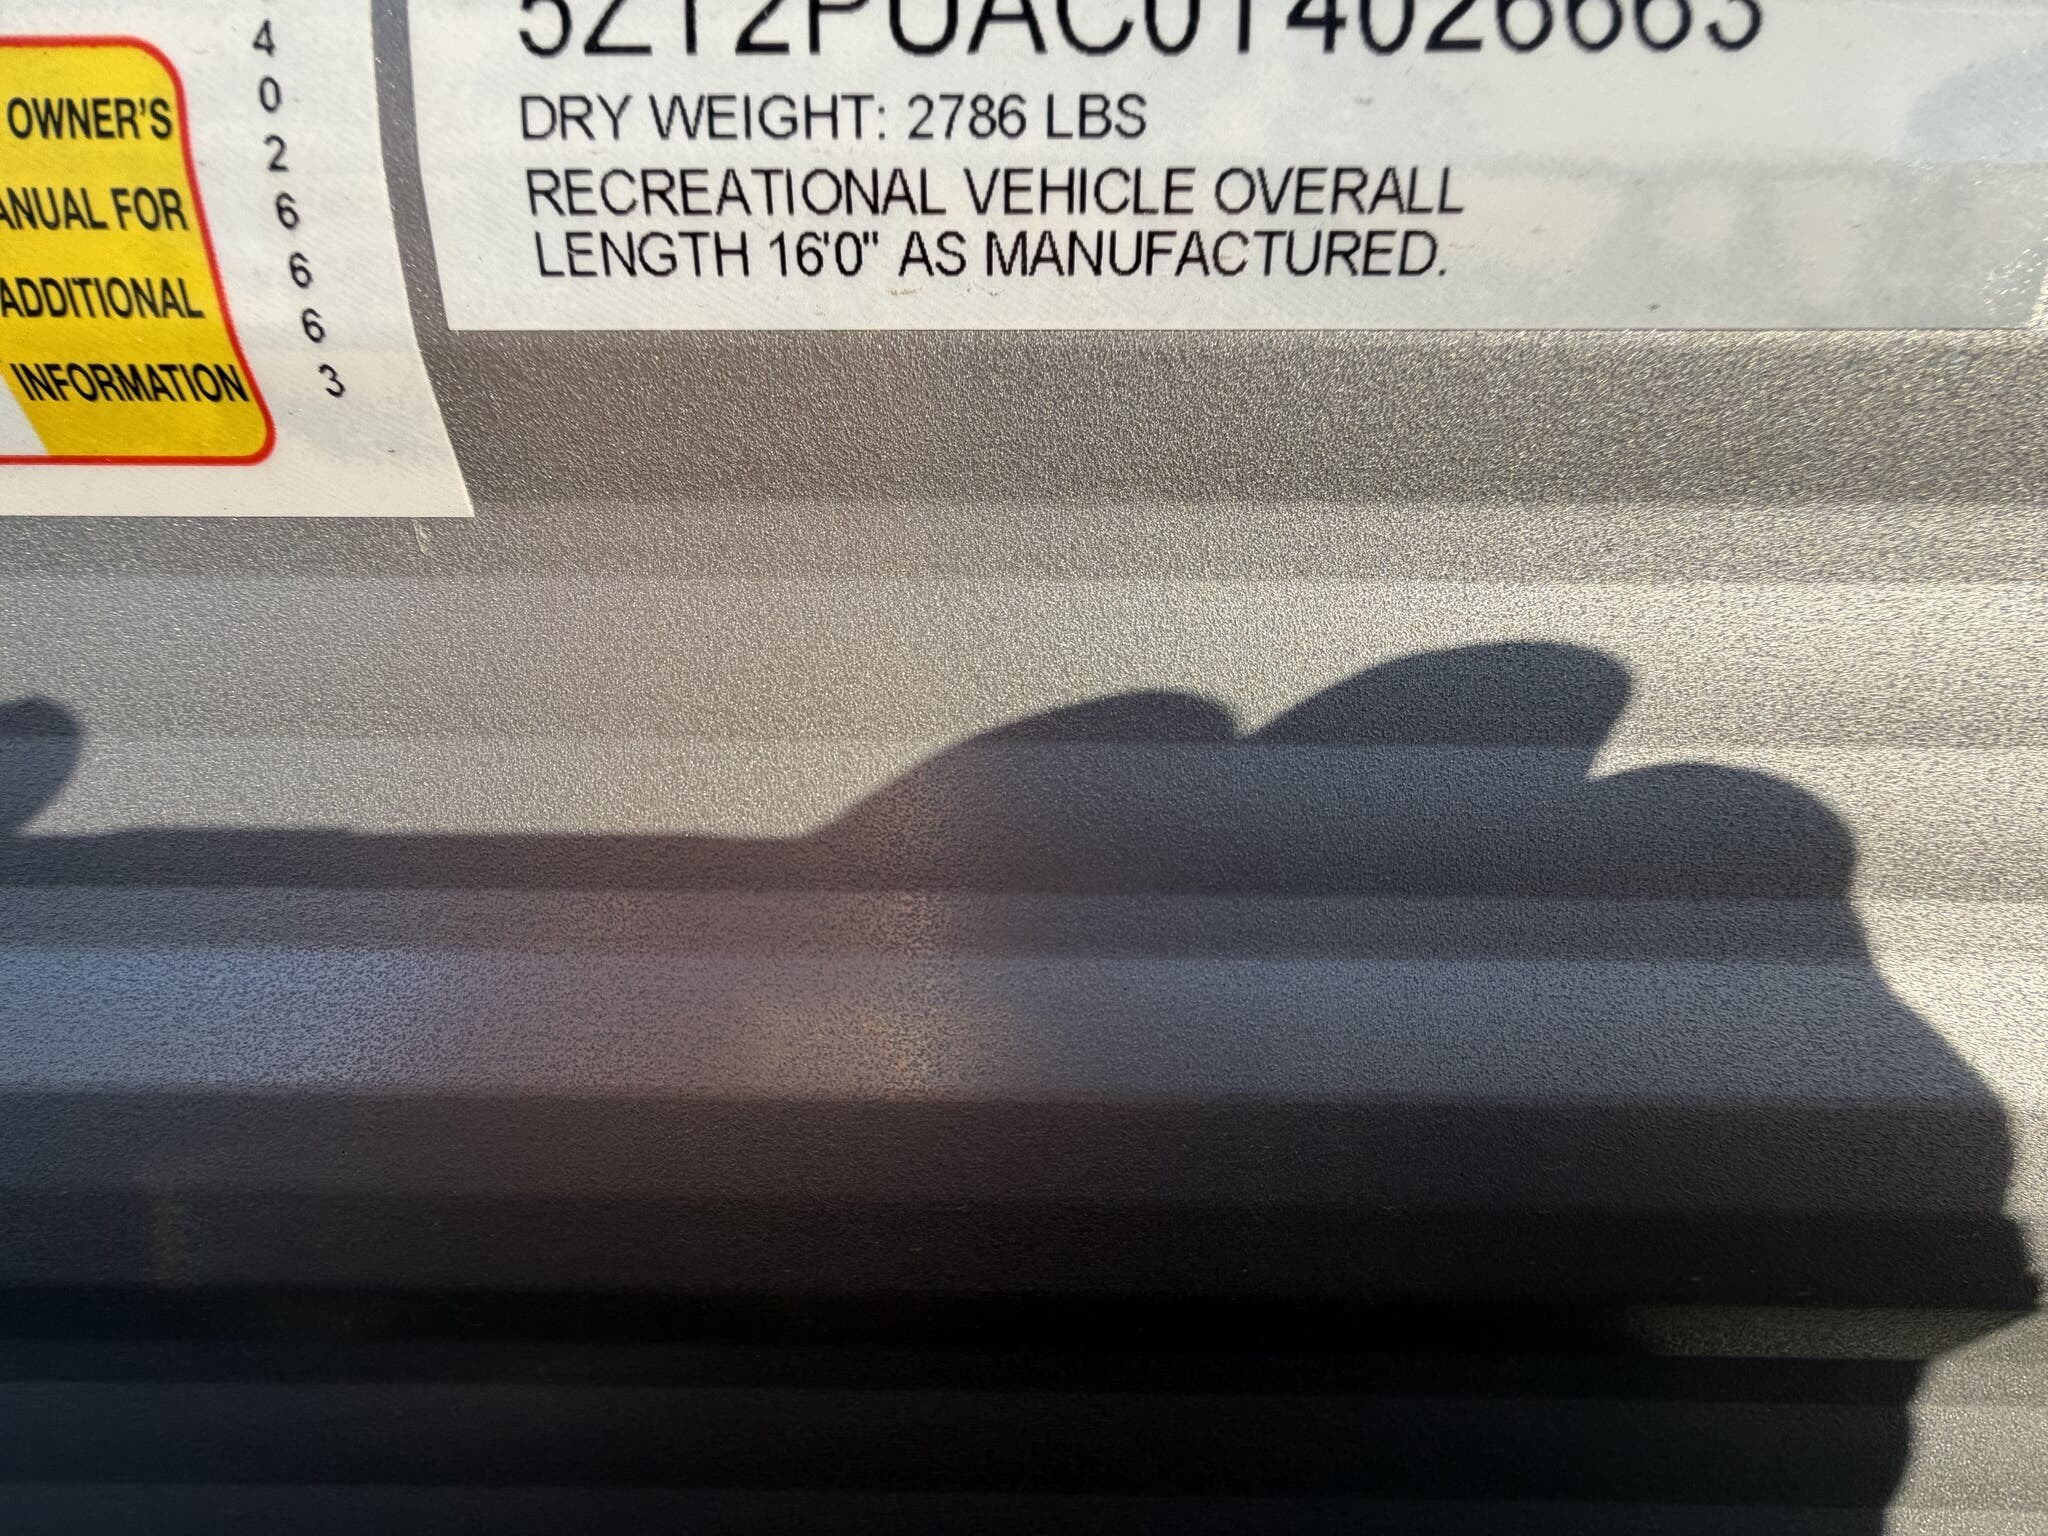 OWNER'S
ANUAL FOR
ADDITIONAL
INFORMATION
4
0
2
6
6
6
3
DRY WEIGHT: 2786 LBS
RECREATIONAL VEHICLE OVERALL
LENGTH 16'0" AS MANUFACTURED.